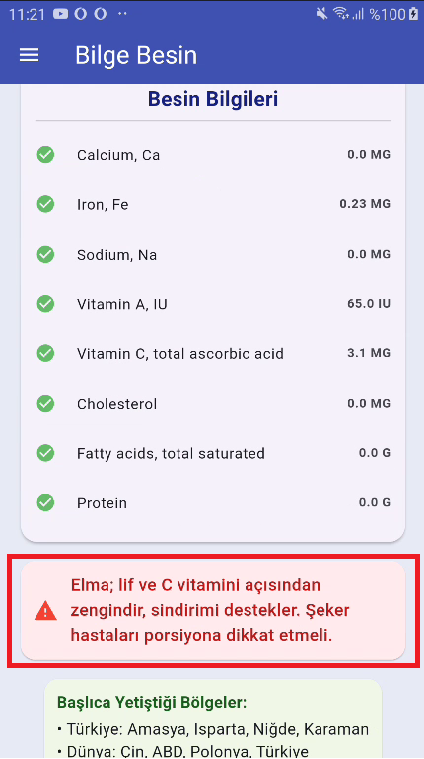 11:21 %100
Bilge Besin
Besin Bilgileri
Calcium, Ca 0.0 MG
Iron, Fe 0.23 MG
Sodium, Na 0.0 MG
Vitamin A, IU 65.0 IU
Vitamin C, total ascorbic acid 3.1 MG
Cholesterol 0.0 MG
Fatty acids, total saturated 0.0 G
Protein 0.0 G
Elma; lif ve C vitamini açısından
zengindir, sindirimi destekler. Şeker
hastaları porsiyona dikkat etmeli.
Başlıca Yetiştiği Bölgeler:
• Türkiye: Amasya, Isparta, Niğde, Karaman
• Dünya: Çin, ABD, Polonya, Türkiye